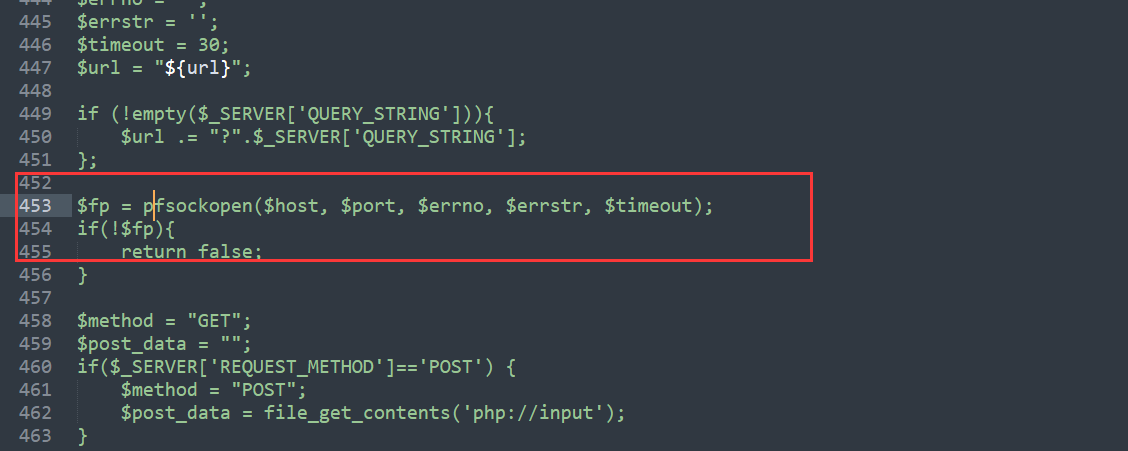 444 $errno = '';
445 $errstr = '';
446 $timeout = 30;
447 $url = "${url}";
448
449 if (!empty($_SERVER['QUERY_STRING'])){
450     $url .= "?".$_SERVER['QUERY_STRING'];
451 };
452
453 $fp = pfsockopen($host, $port, $errno, $errstr, $timeout);
454 if(!$fp){
455     return false;
456 }
457
458 $method = "GET";
459 $post_data = "";
460 if($_SERVER['REQUEST_METHOD']=='POST') {
461     $method = "POST";
462     $post_data = file_get_contents('php://input');
463 }